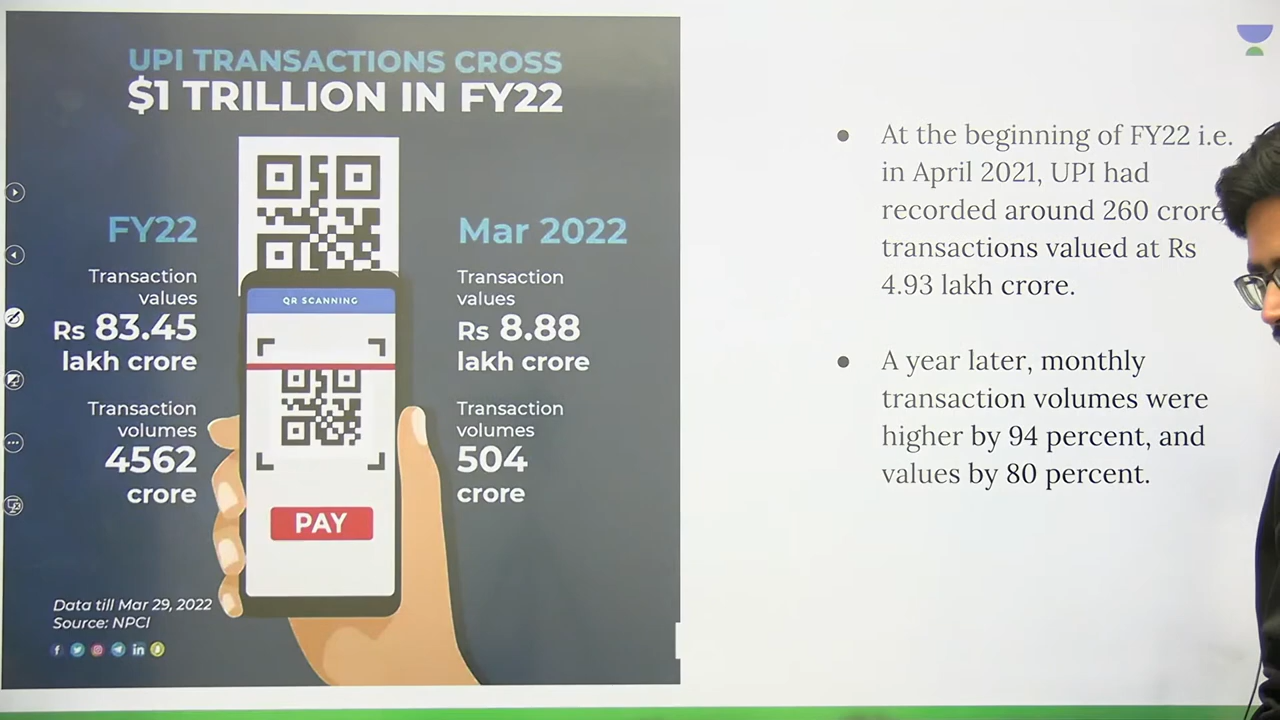 UPI TRANSACTIONS CROSS
$1 TRILLION IN FY22
FY22
Transaction
values
Rs 83.45
lakh crore
Transaction
volumes
4562
crore
QR SCANNING
PAY
Mar 2022
Transaction
values
Rs 8.88
lakh crore
Transaction
volumes
504
crore
Data till Mar 29, 2022
Source: NPCI
• At the beginning of FY22 i.e.
in April 2021, UPI had
recorded around 260 crore
transactions valued at Rs
4.93 lakh crore.
• A year later, monthly
transaction volumes were
higher by 94 percent, and
values by 80 percent.